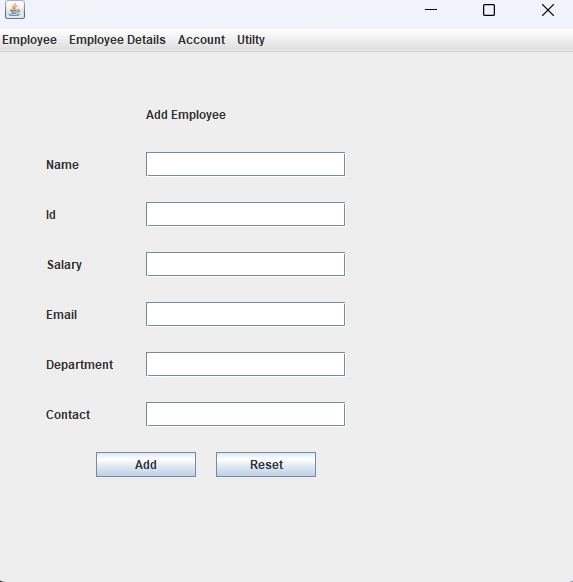 Employee Employee Details Account Utilty
Add Employee
Name
Id
Salary
Email
Department
Contact
Add Reset